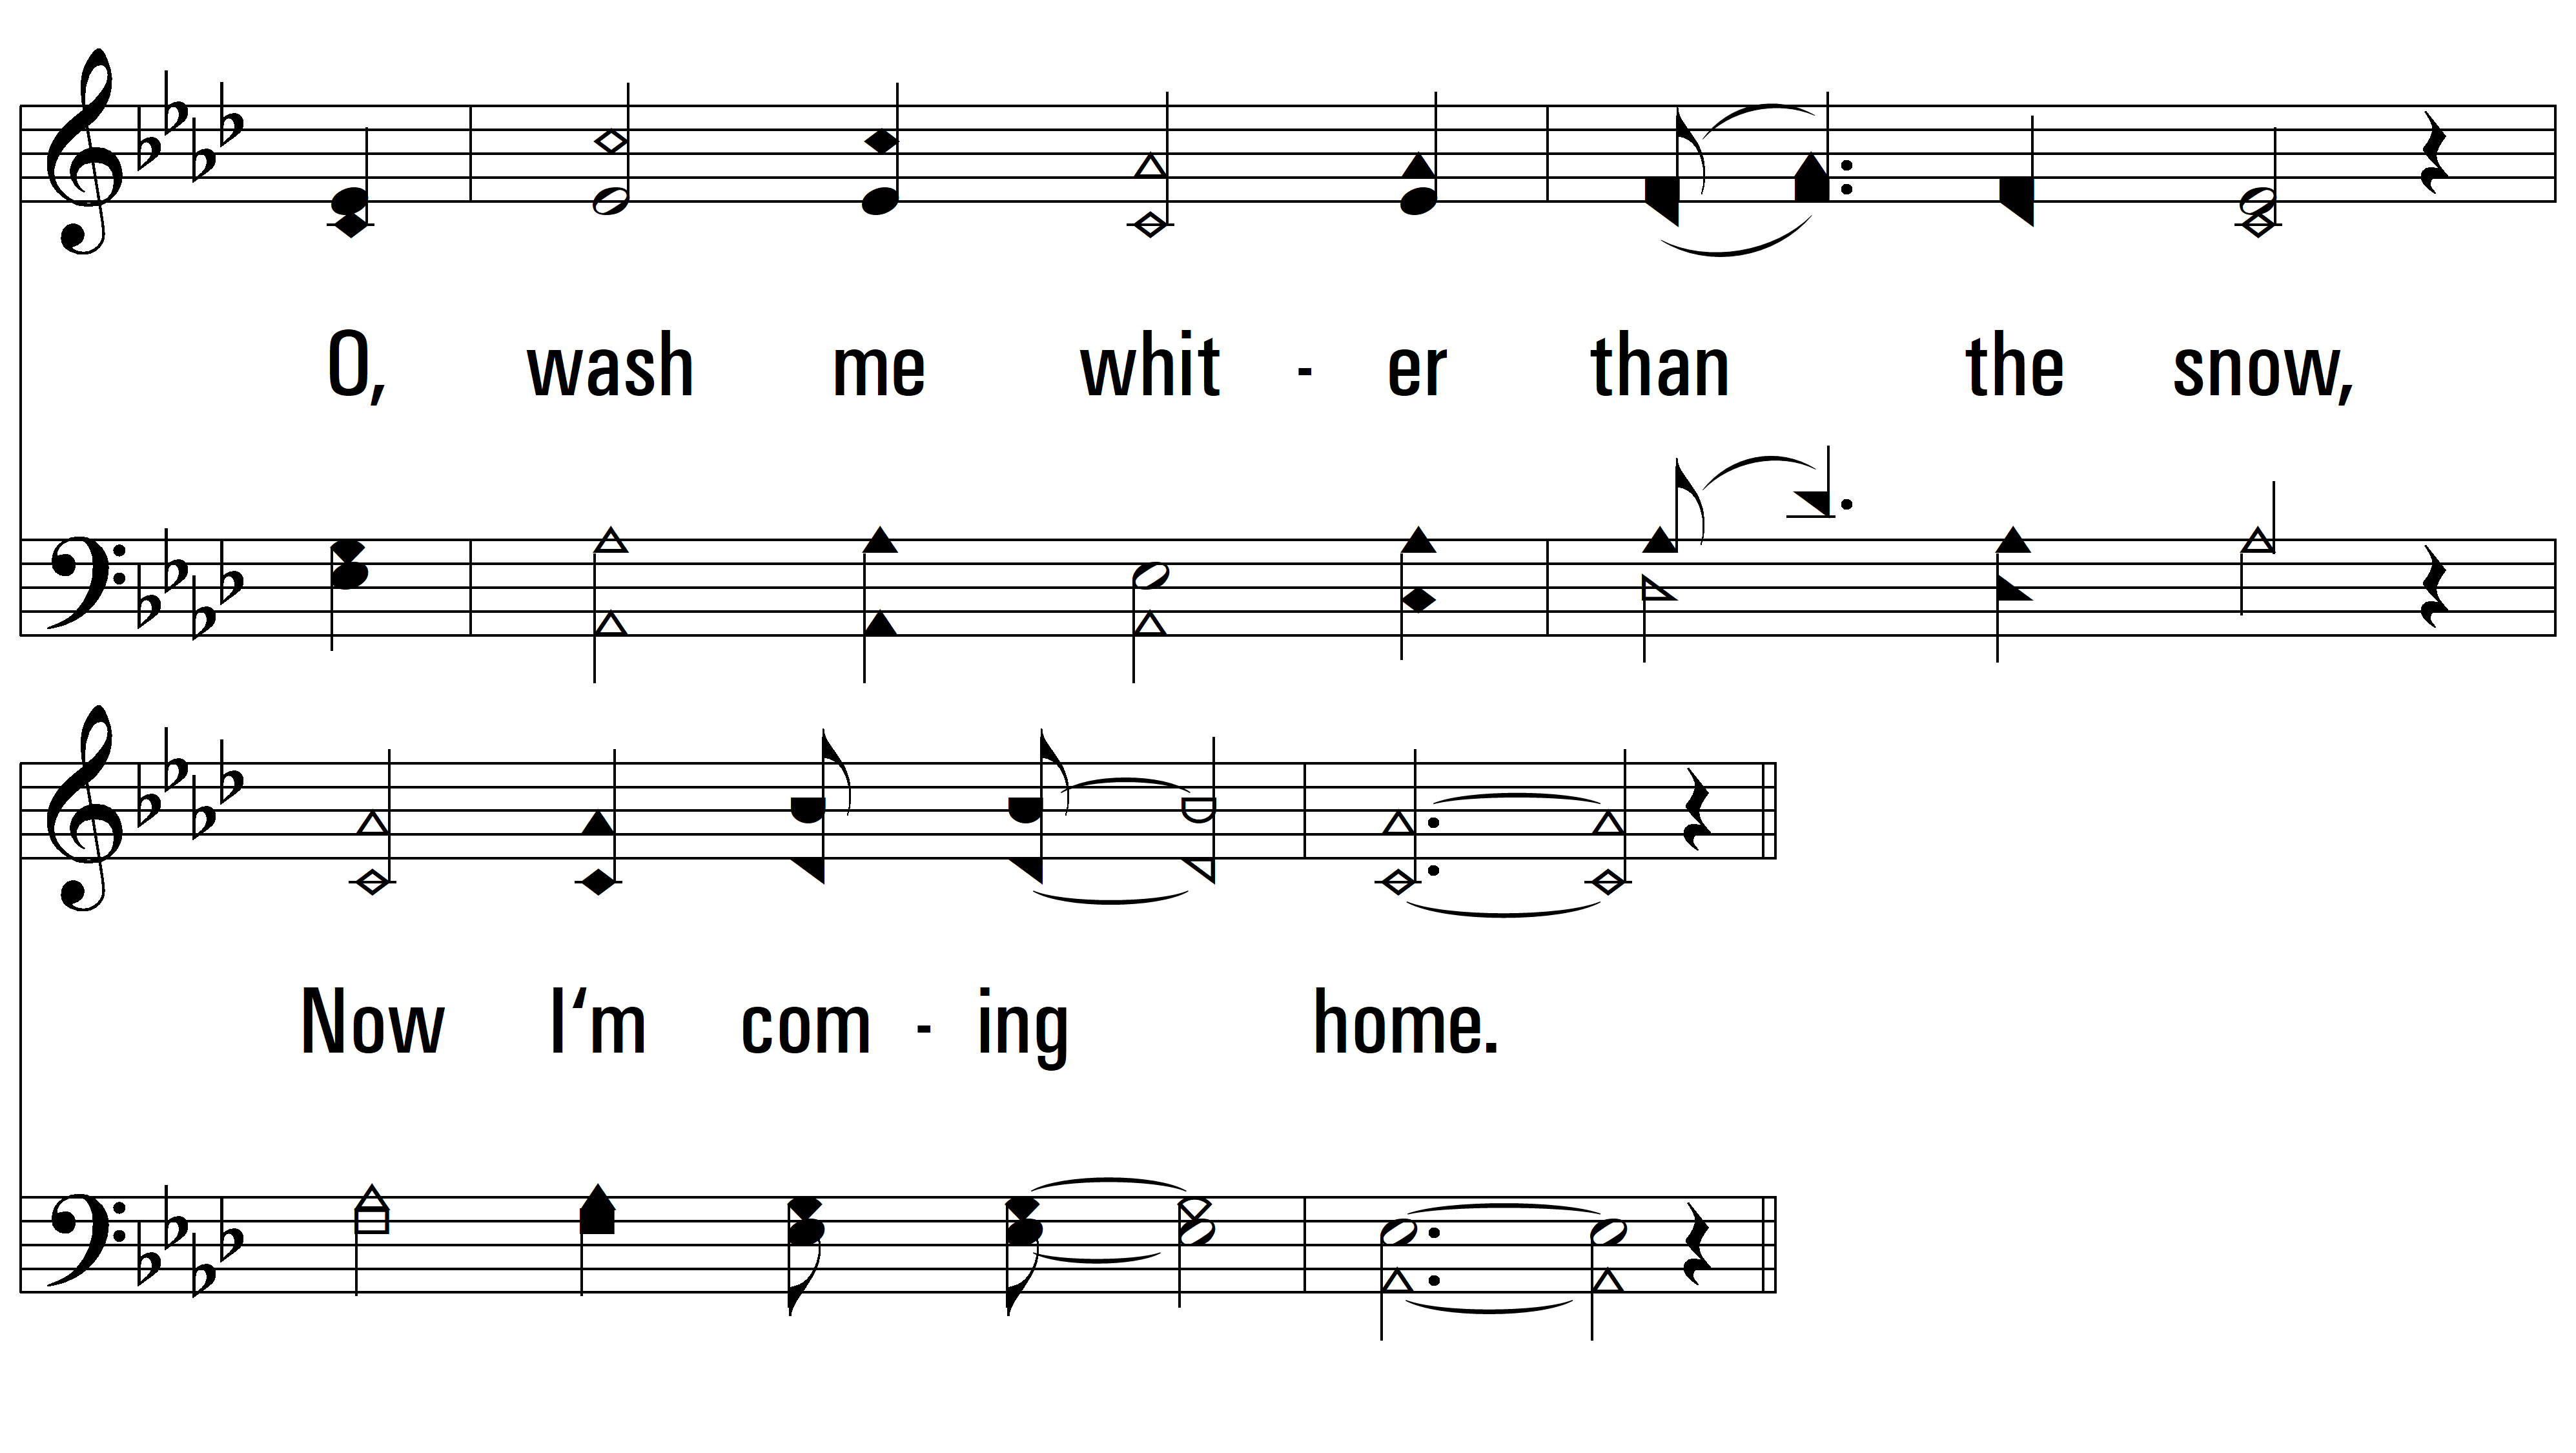 O, wash me whit - er than the snow,
Now I‘m com - ing home.